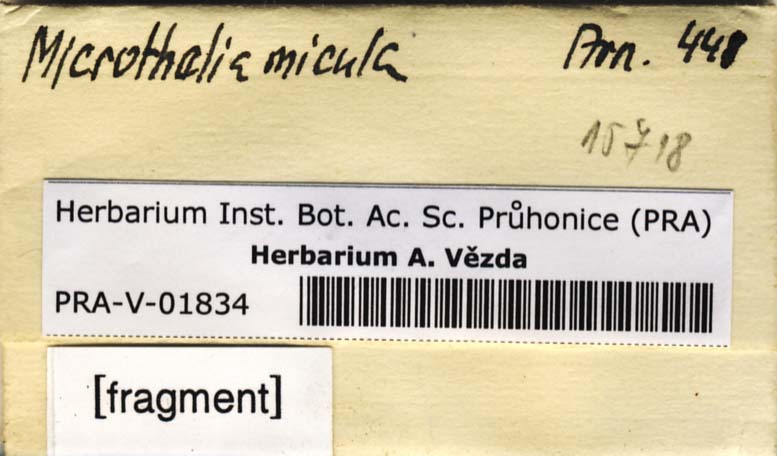 Microthelia micula Arn. 448
15718
Herbarium Inst. Bot. Ac. Sc. Průhonice (PRA)
Herbarium A. Vězda
PRA-V-01834
[fragment]